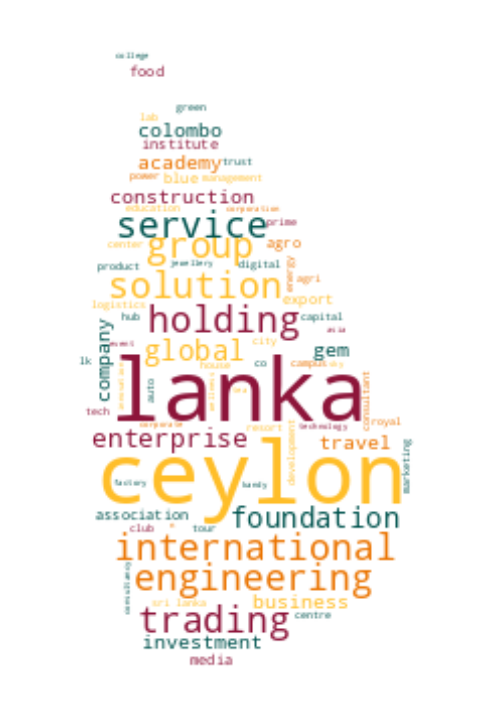 college
food
green
lab
colombo
institute
academy trust
power blue management
construction
education corporation
service prime
center group agro
product jewellery digital energy
solution agri
logistics export
hub holding capital
asia
company event global city gem
lk house co campus sky
lanka
auto
tech consultant
corporate resort technology royal
enterprise travel
development marketing
ceylon
factory kandy
association foundation
club tour
international
engineering
consultancy
sri lanka business
trading centre
investment
media